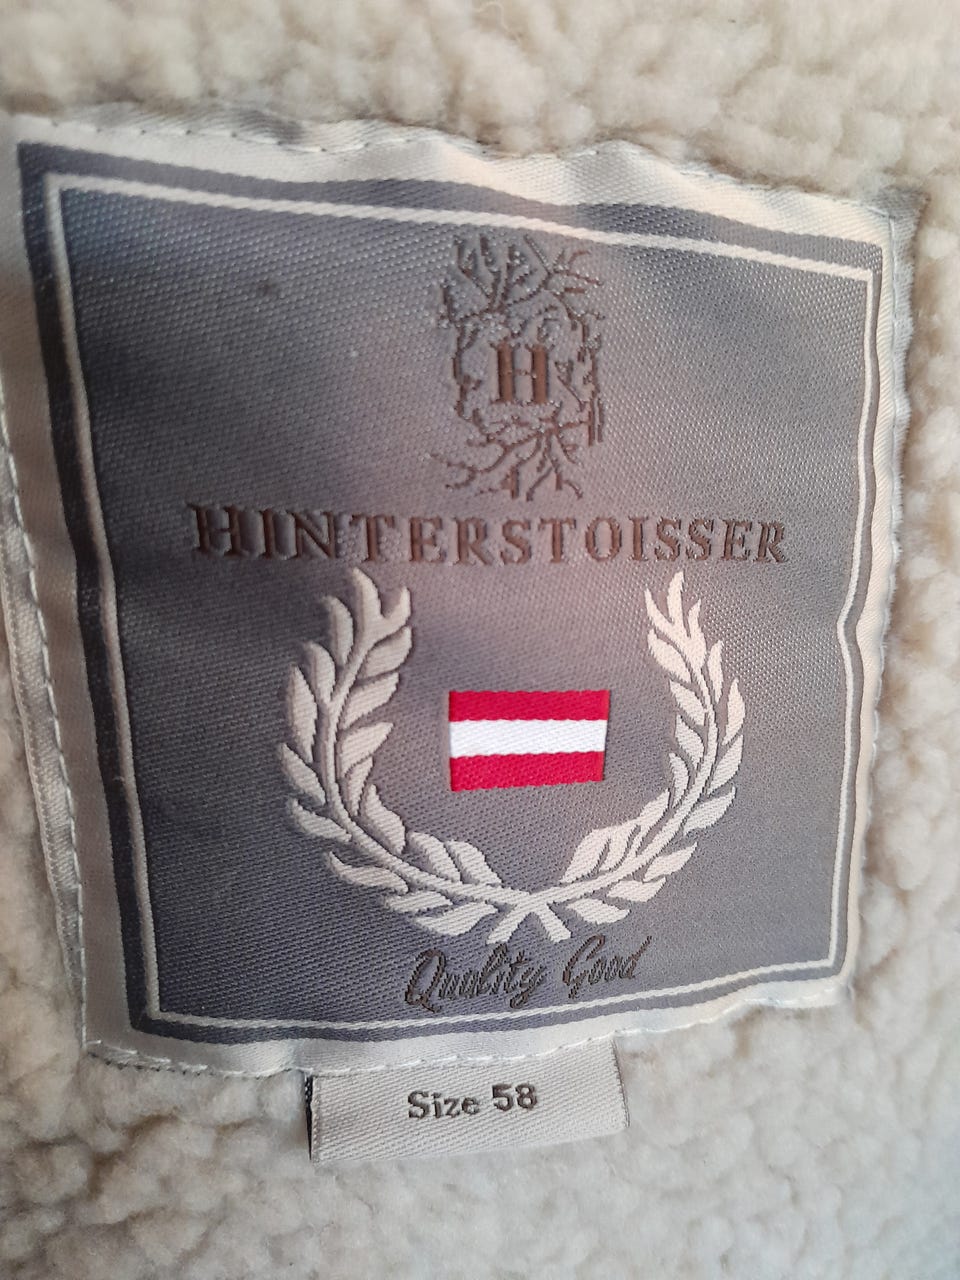 H
HINTERSTOISSER
Quality Good
Size 58